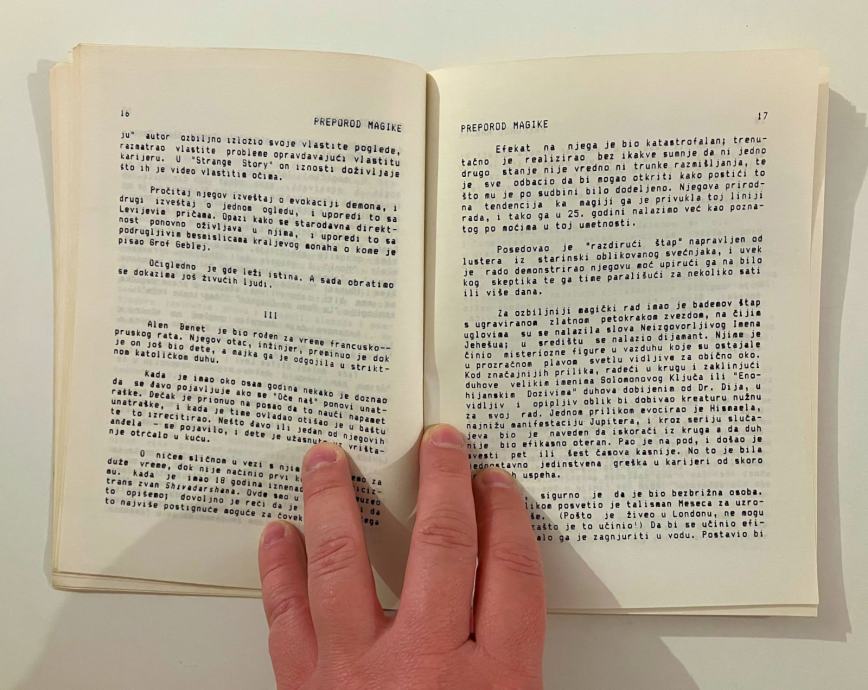 16
PREPOROD MAGIKE
ju" autor ozbiljno izložio svoje vlastite poglede,
razmatrao vlastite probleme opravdavajući vlastitu
karijeru. U "Strange Story" on iznosti doživljaje
što ih je video vlastitim očima.
Pročitaj njegov izveštaj o evokaciji demona, i
drugi izveštaj o jednom ogledu, i uporedi to sa
Levijevim pričama. Opazi kako se starodavna direkt-
nost ponovno oživljava u njima, i uporedi to sa
podrugljivim besmislicama kraljevog monaha o kome je
pisao Grof Geblej.
Očigledno je gde leži istina. A sada obratimo
se dokazima još živućih ljudi.
III
Alen Benet je bio rođen za vreme francusko--
pruskog rata. Njegov otac, inžinjer, preminuo je dok
je on još bio dete, a majka ga je odgojila u strikt-
nom katoličkom duhu.
Kada je imao oko osam godina nekako je doznao
da se đavo pojavljuje ako se "Oče naš" ponovi unat-
raške. Dečak je prionuo na posao da to nauči napamet
unatraške, i kada je time ovladao otišao je u baštu
te to izrecitirao. Nešto đavo ili jedan od njegovih
anđela - se pojavilo, i dete je užasnuto uz vrišta-
nje otrčalo u kuću.
O ničem sličnom u vezi s njim za
duže vreme, dok nije načinio prvi
mu. kada je imao 18 godina
trans zvan Shivadarshana. Ovde smo u
to opišemo; dovoljno je reći da je da
to najviše postignuće moguće za
PREPOROD MAGIKE
17
Efekat na njega je bio katastrofalan; trenu-
tačno je realizirao bez ikakve sumnje da ni jedno
drugo stanje nije vredno ni trunke razmišljanja, te
je sve odbacio da bi mogao otkriti kako postići to
što mu je po sudbini bilo dodeljeno. Njegova prirod-
na tendencija ka magiji ga je privukla toj liniji
rada, i tako ga u 25. godini nalazimo već kao pozna-
tog po moćima u toj umetnosti.
Posedovao je "razdirući štap" napravljen od
lustera iz starinski oblikovanog svećnjaka, i uvek
je rado demonstrirao njegovu moć upirući ga na bilo
kog skeptika te ga time parališući za nekoliko sati
ili više dana.
Za ozbiljniji magički rad imao je bademov štap
s ugraviranom zlatnom petokrakom zvezdom, na čijim
uglovima su se nalazila slova Neizgovorljivog Imena
Jehešua; u središtu se nalazio dijamant. Njime je
činio misteriozne figure u vazduhu koje su ostajale
u prozračnom plavom svetlu vidljive za obično oko.
Kod značajnijih prilika, radeći u krugu i zaklinjući
duhove velikim imenima Solomonovog Ključa ili "Eno-
hijanskim Dozivima" duhova dobijenim od Dr. Dija, u
vidljiv i opipljiv oblik bi dobivao kreaturu nužnu
za svoj rad. Jednom prilikom evocirao je Hismaela,
najnižu manifestaciju Jupitera, i kroz seriju sluča-
jeva bio je naveden da iskorači iz kruga a da duh
nije bio efikasno oteran. Pao je na pod, i došao je
svesti pet ili šest časova kasnije. No to je bila
jednostavno jedinstvena greška u karijeri od skoro
uspeha.
sigurno je da je bio bezbrižna osoba.
posvetio je talisman Meseca za uzro-
(Pošto je živeo u Londonu, ne mogu
zašto je to učinio!) Da bi se učinio efi-
ga je zagnjuriti u vodu. Postavio bi